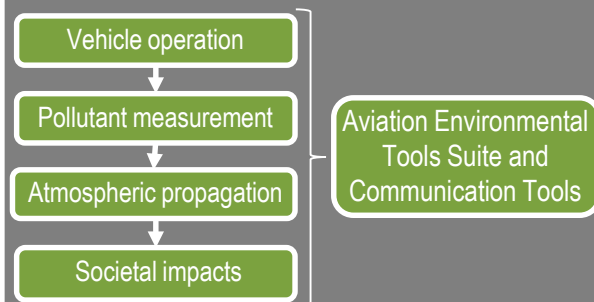 Vehicle operation
Pollutant measurement
Atmospheric propagation
Societal impacts
Aviation Environmental
Tools Suite and
Communication Tools